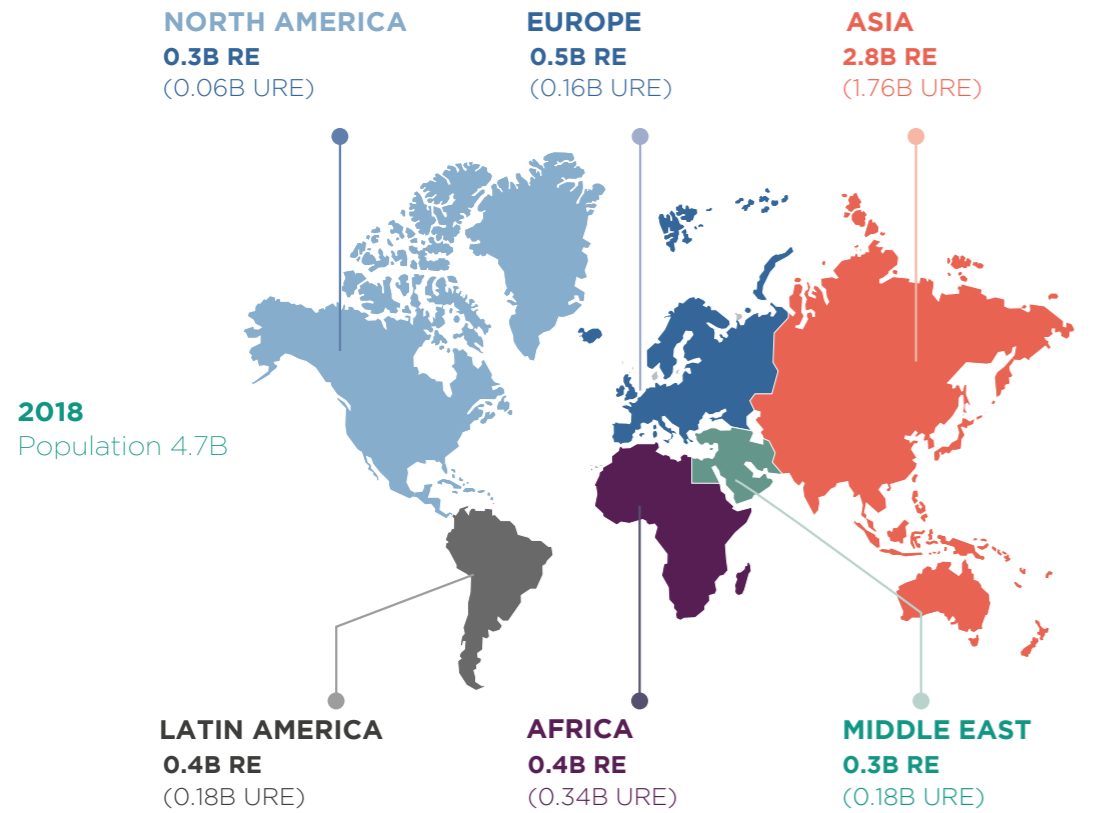 NORTH AMERICA
0.3B RE
(0.06B URE)
EUROPE
0.5B RE
(0.16B URE)
ASIA
2.8B RE
(1.76B URE)
2018
Population 4.7B
LATIN AMERICA
0.4B RE
(0.18B URE)
AFRICA
0.4B RE
(0.34B URE)
MIDDLE EAST
0.3B RE
(0.18B URE)